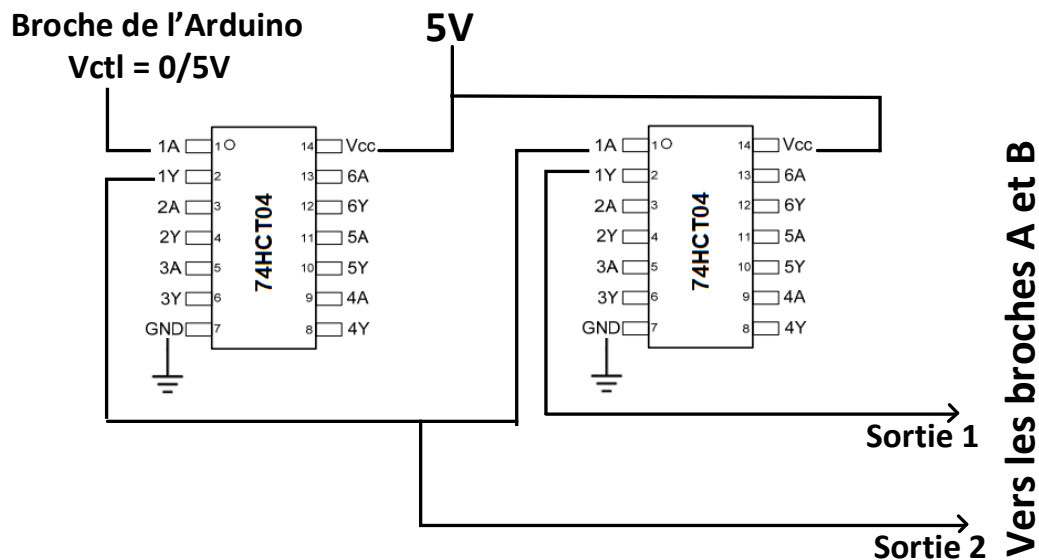 Broche de l'Arduino
Vctl = 0/5V
5V
1A
1Y
2A
2Y
3A
3Y
GND
1
2
3
4
5
6
7
74HCT04
14
13
12
11
10
9
8
Vcc
6A
6Y
5A
5Y
4A
4Y
1A
1Y
2A
2Y
3A
3Y
GND
1
2
3
4
5
6
7
74HCT04
14
13
12
11
10
9
8
Vcc
6A
6Y
5A
5Y
4A
4Y
Sortie 1
Sortie 2
Vers les broches A et B